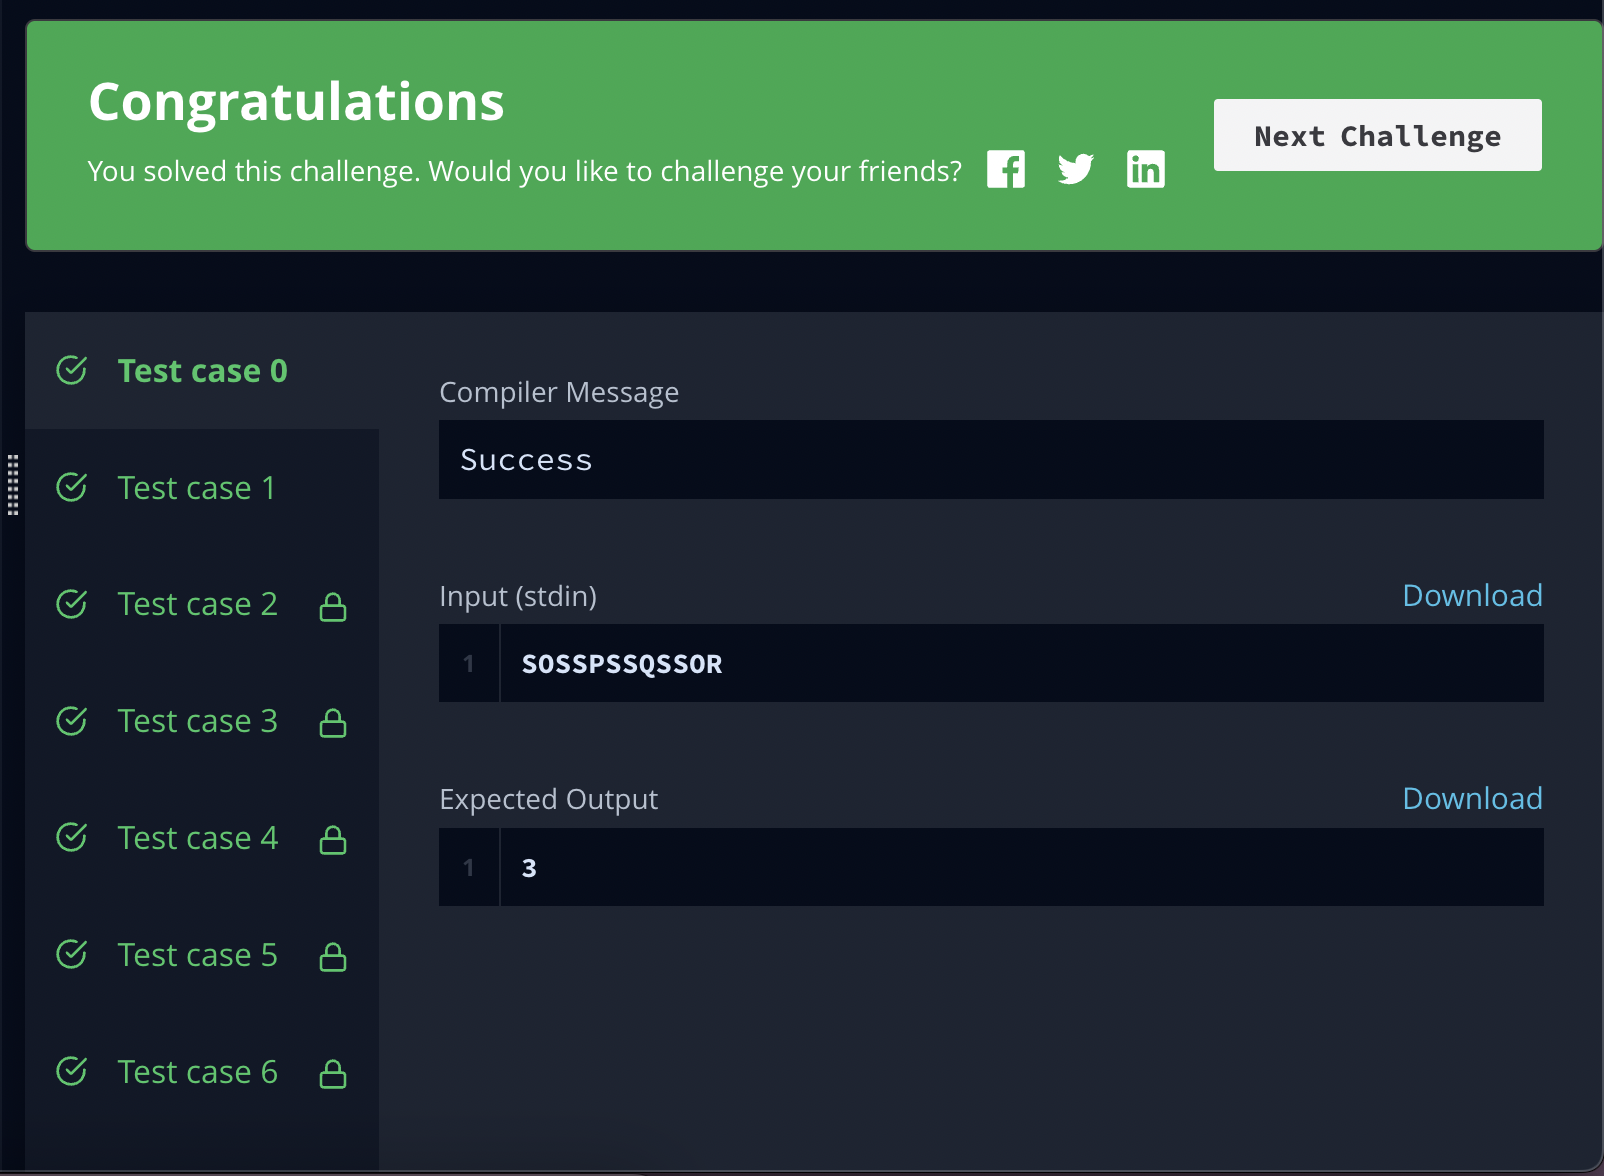 Congratulations
You solved this challenge. Would you like to challenge your friends?
Next Challenge
Test case 0
Test case 1
Test case 2
Test case 3
Test case 4
Test case 5
Test case 6
Compiler Message
Success
Input (stdin)
Download
1 SOSSPSSQSSOR
Expected Output
Download
1 3